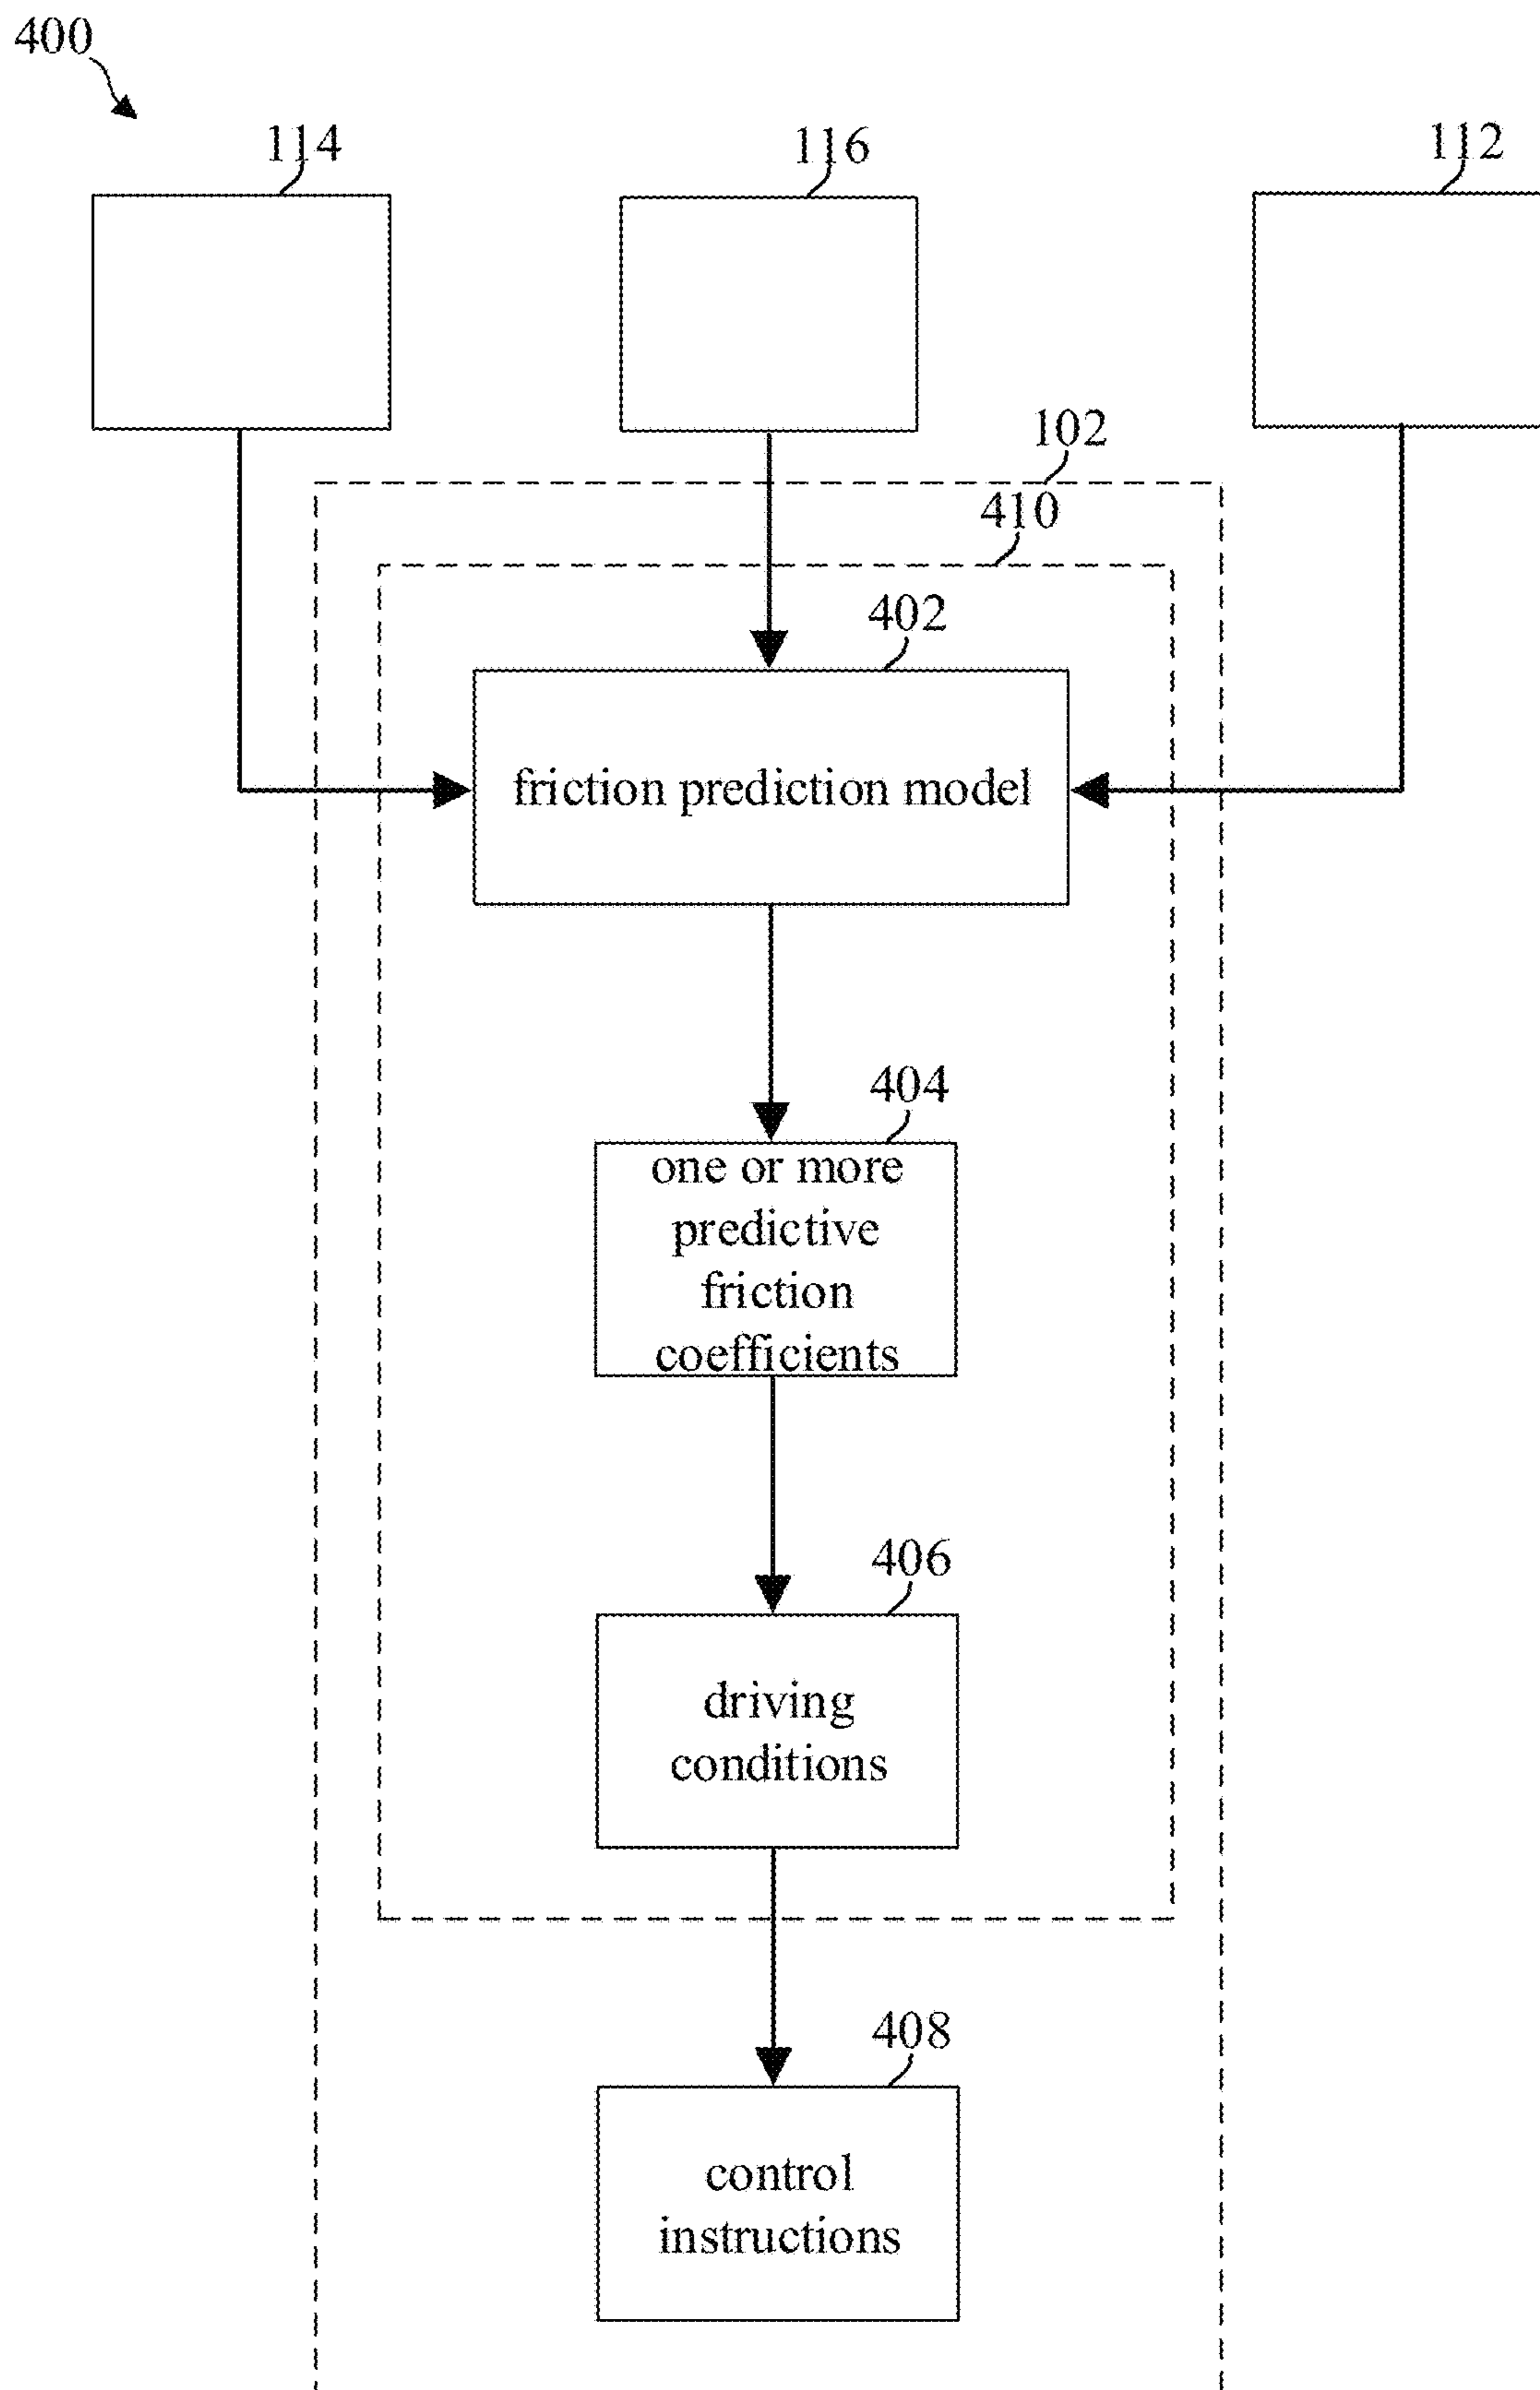 400
114
116
112
102
410
402
friction prediction model
404
one or more
predictive
friction
coefficients
406
driving
conditions
408
control
instructions